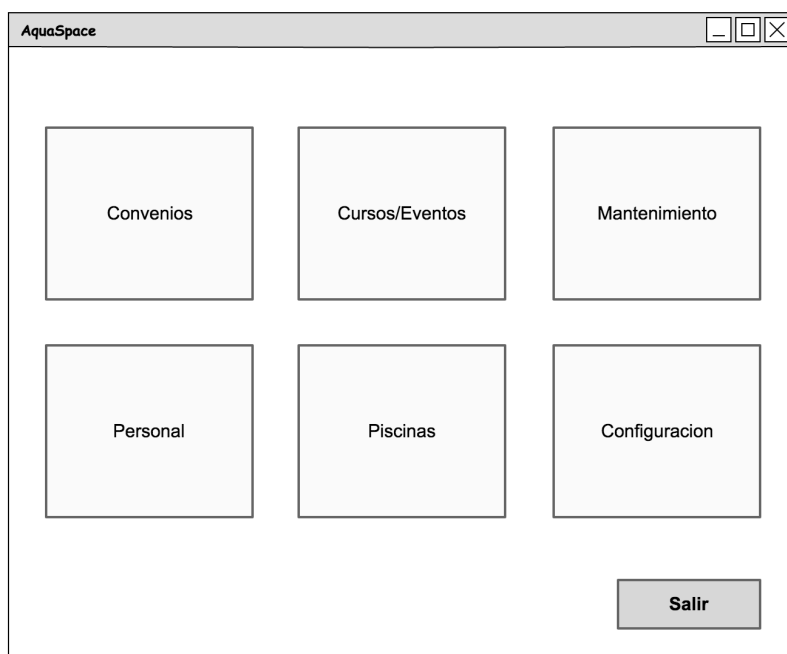 AquaSpace
Convenios
Cursos/Eventos
Mantenimiento
Personal
Piscinas
Configuracion
Salir